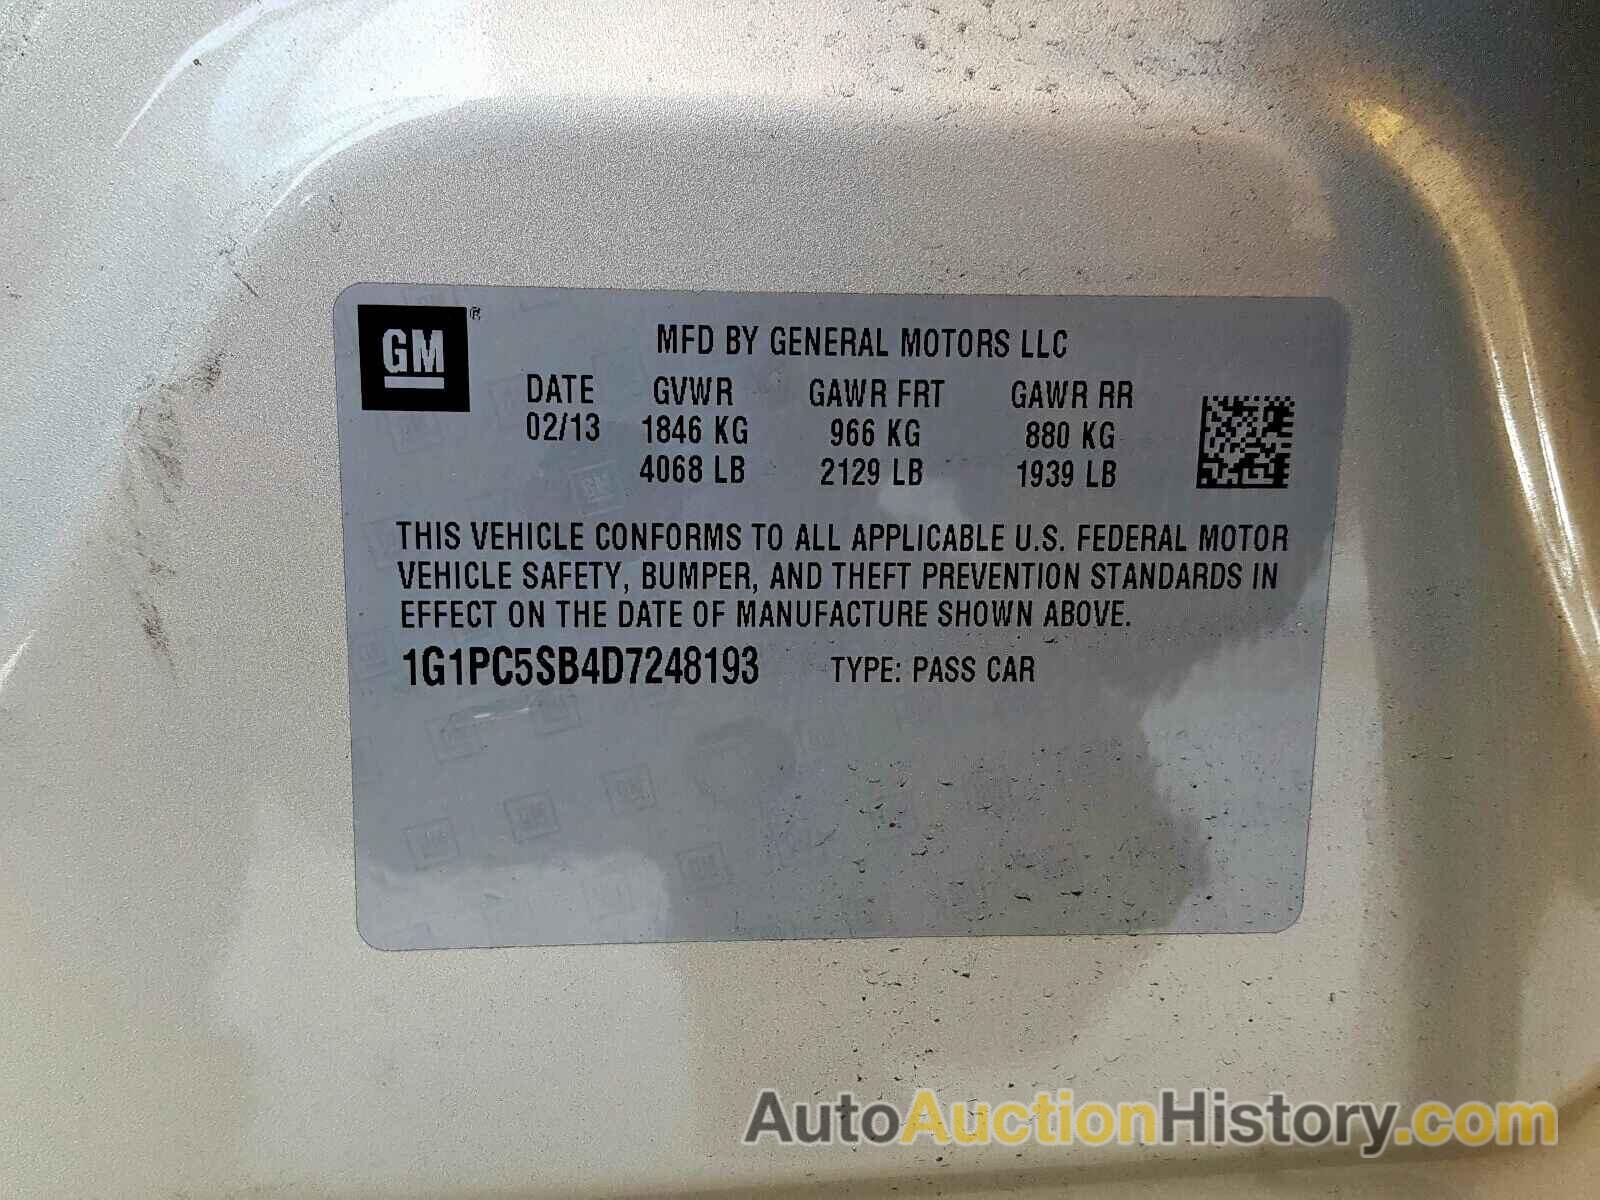 GM®
MFD BY GENERAL MOTORS LLC
DATE GVWR GAWR FRT GAWR RR
02/13 1846 KG 966 KG 880 KG
4068 LB 2129 LB 1939 LB
THIS VEHICLE CONFORMS TO ALL APPLICABLE U.S. FEDERAL MOTOR
VEHICLE SAFETY, BUMPER, AND THEFT PREVENTION STANDARDS IN
EFFECT ON THE DATE OF MANUFACTURE SHOWN ABOVE.
1G1PC5SB4D7248193 TYPE: PASS CAR
AutoAuctionHistory.com